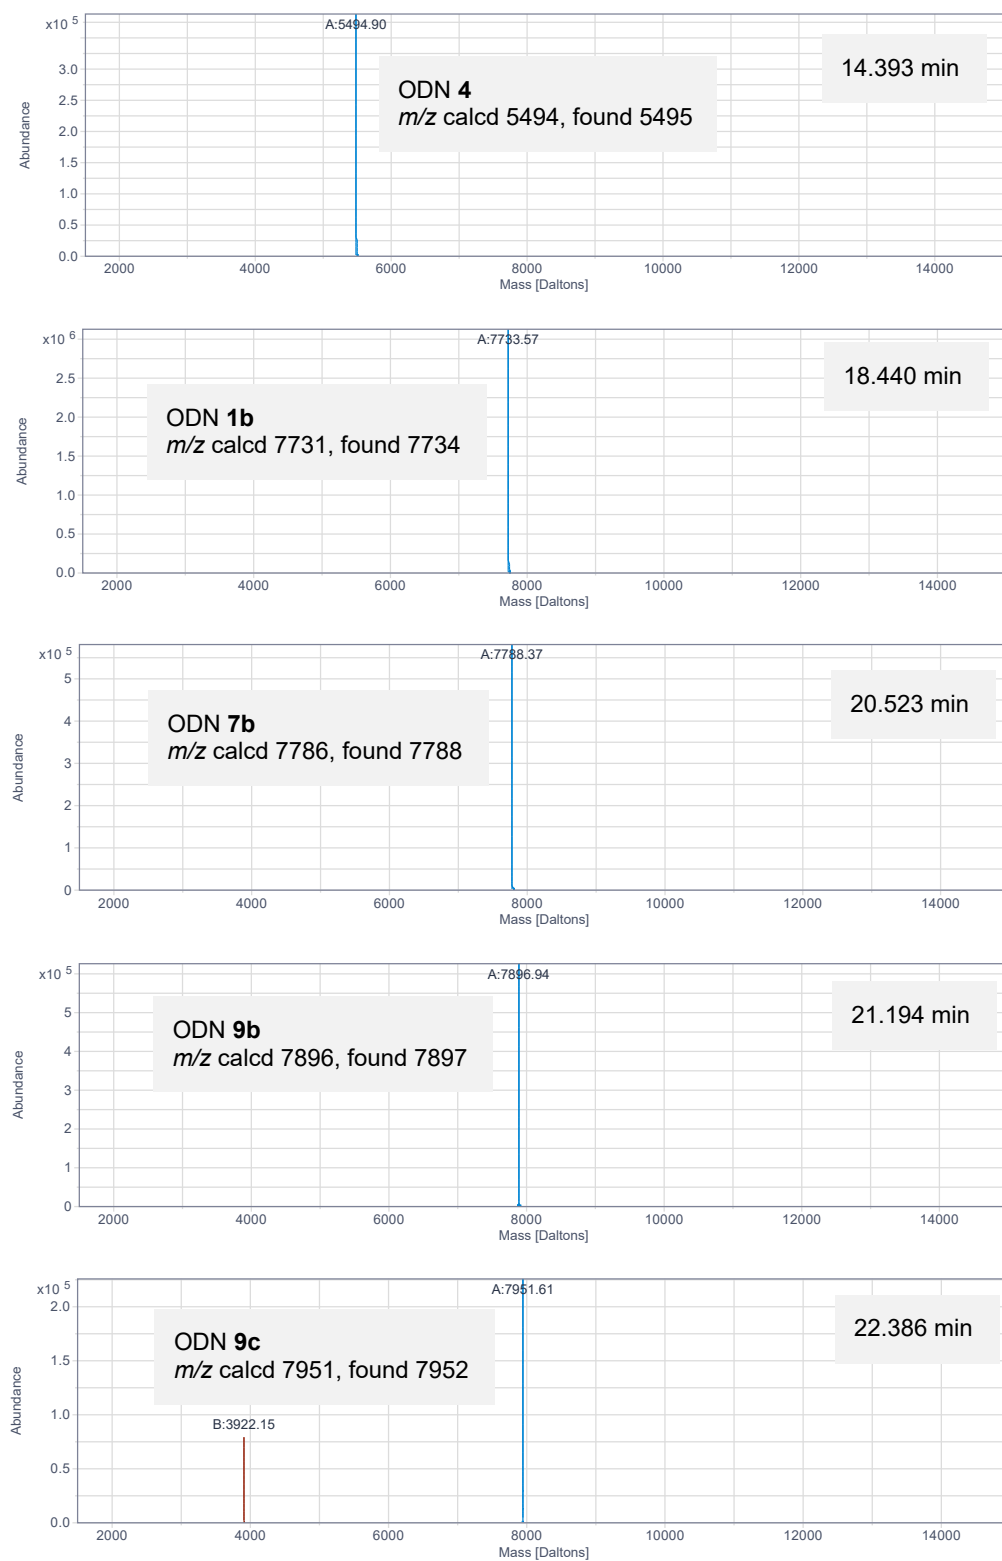 x10 5
A:5494.90
14.393 min
3.0
ODN 4
m/z calcd 5494, found 5495
2.5
2.0
1.5
1.0
0.5
0.0
Abundance
2000 4000 6000 8000 10000 12000 14000
Mass [Daltons]
x10 6
A:7733.57
18.440 min
2.5
ODN 1b
m/z calcd 7731, found 7734
2.0
1.5
1.0
0.5
0.0
Abundance
2000 4000 6000 8000 10000 12000 14000
Mass [Daltons]
x10 5
A:7788.37
20.523 min
5
ODN 7b
m/z calcd 7786, found 7788
4
3
2
1
0
Abundance
2000 4000 6000 8000 10000 12000 14000
Mass [Daltons]
x10 5
A:7896.94
21.194 min
5
ODN 9b
m/z calcd 7896, found 7897
4
3
2
1
0
Abundance
2000 4000 6000 8000 10000 12000 14000
Mass [Daltons]
x10 5
A:7951.61
22.386 min
2.0
ODN 9c
m/z calcd 7951, found 7952
1.5
1.0
B:3922.15
0.5
0.0
Abundance
2000 4000 6000 8000 10000 12000 14000
Mass [Daltons]